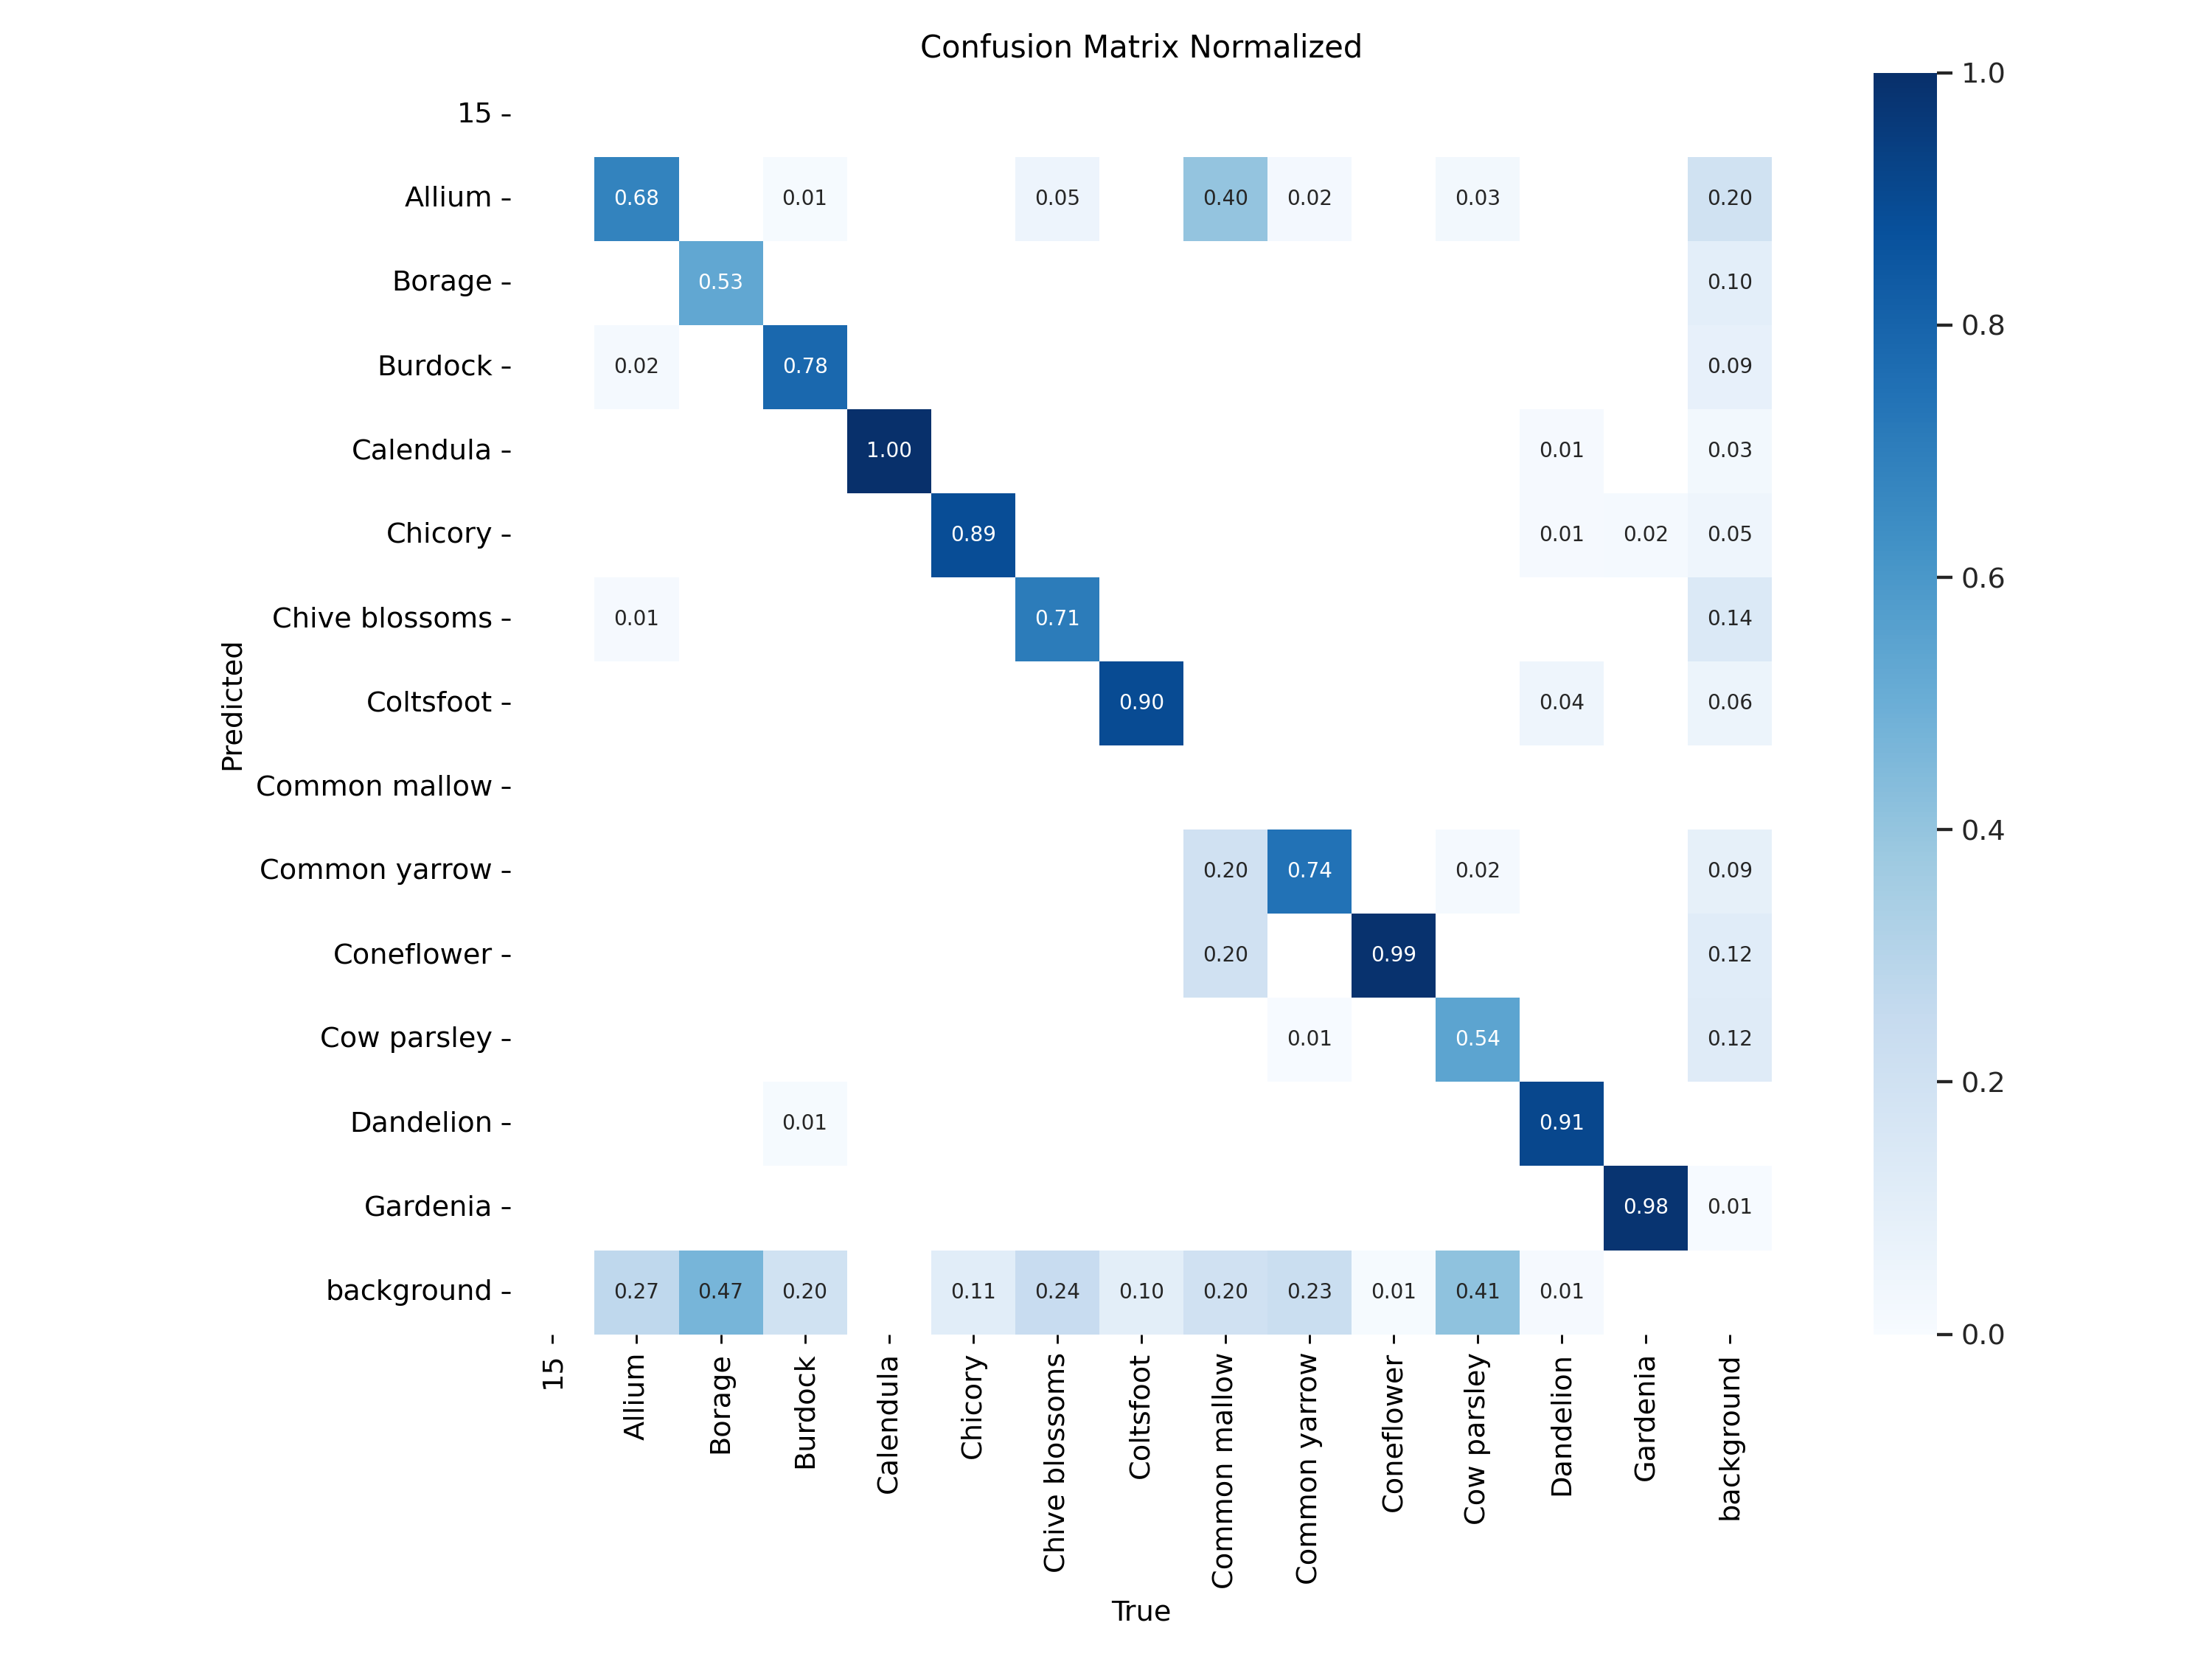 Confusion Matrix Normalized
15
Allium 0.68 0.01 0.05 0.40 0.02 0.03 0.20
Borage 0.53 0.10
Burdock 0.02 0.78 0.09
Calendula 1.00 0.01 0.03
Chicory 0.89 0.01 0.02 0.05
Chive blossoms 0.01 0.71 0.14
Coltsfoot 0.90 0.04 0.06
Common mallow
Common yarrow 0.20 0.74 0.02 0.09
Coneflower 0.20 0.99 0.12
Cow parsley 0.01 0.54 0.12
Dandelion 0.01 0.91
Gardenia 0.98 0.01
background 0.27 0.47 0.20 0.11 0.24 0.10 0.20 0.23 0.01 0.41 0.01
Predicted
15
Allium
Borage
Burdock
Calendula
Chicory
Chive blossoms
Coltsfoot
Common mallow
Common yarrow
Coneflower
Cow parsley
Dandelion
Gardenia
background
True
1.0
0.8
0.6
0.4
0.2
0.0